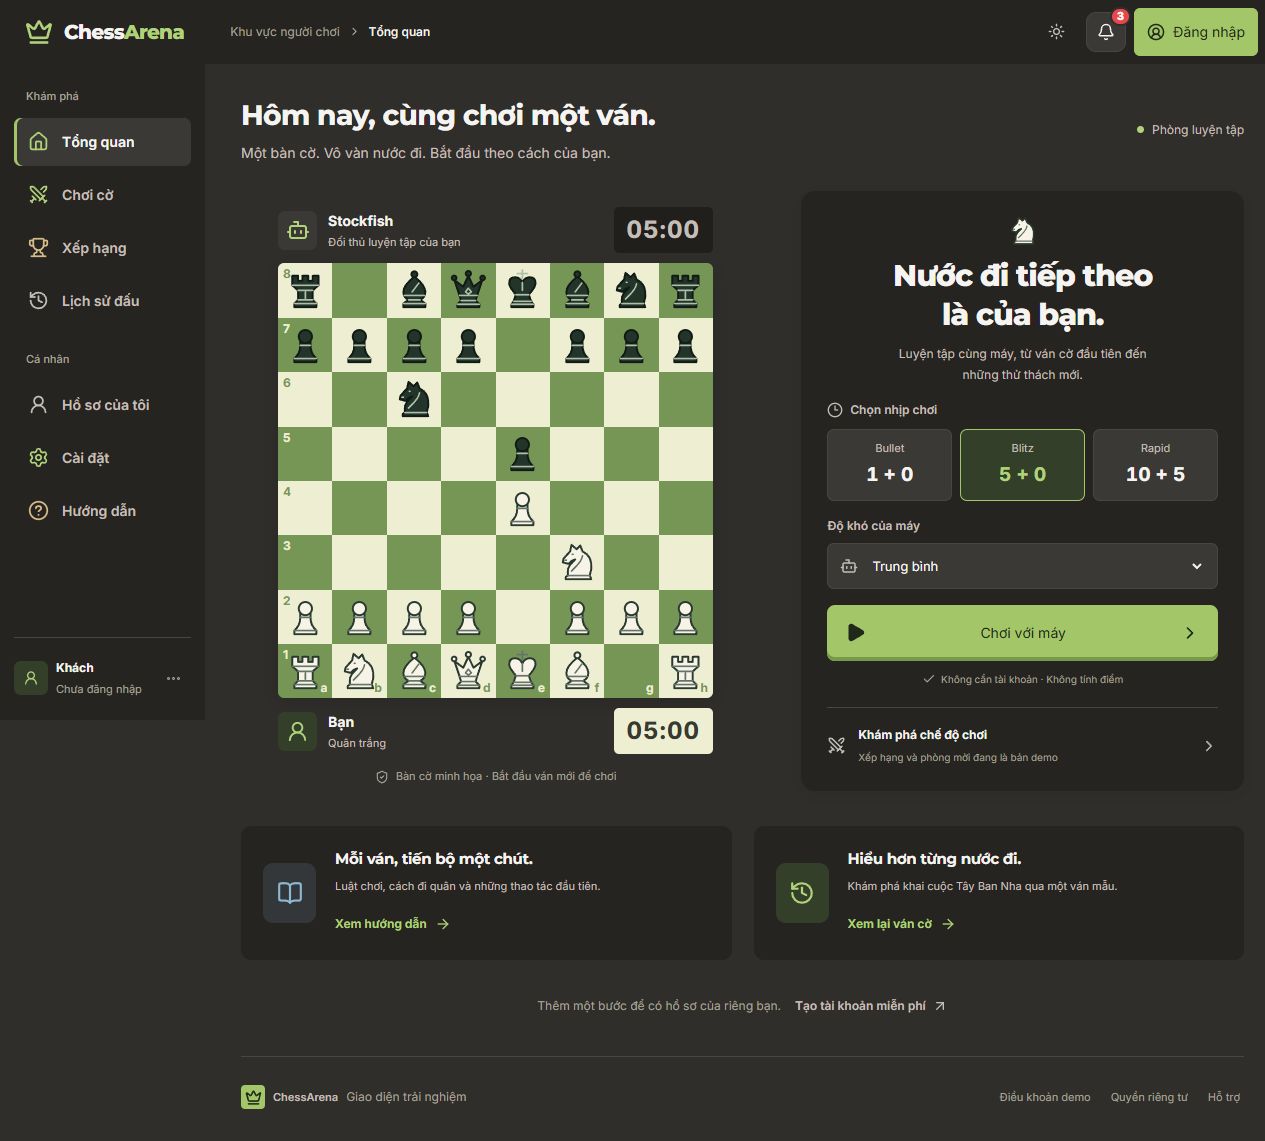 ChessArena
Khu vực người chơi > Tổng quan
3
Đăng nhập
Khám phá
Tổng quan
Chơi cờ
Xếp hạng
Lịch sử đấu
Cá nhân
Hồ sơ của tôi
Cài đặt
Hướng dẫn
Khách
Chưa đăng nhập
Hôm nay, cùng chơi một ván.
Một bàn cờ. Vô vàn nước đi. Bắt đầu theo cách của bạn.
Phòng luyện tập
Stockfish
Đối thủ luyện tập của bạn
05:00
8
7
6
5
4
3
2
1
a b c d e f g h
Bạn
Quân trắng
05:00
Bàn cờ minh họa · Bắt đầu ván mới để chơi
Nước đi tiếp theo
là của bạn.
Luyện tập cùng máy, từ ván cờ đầu tiên đến
những thử thách mới.
Chọn nhịp chơi
Bullet
1 + 0
Blitz
5 + 0
Rapid
10 + 5
Độ khó của máy
Trung bình
Chơi với máy
Không cần tài khoản · Không tính điểm
Khám phá chế độ chơi
Xếp hạng và phòng mời đang là bản demo
Mỗi ván, tiến bộ một chút.
Luật chơi, cách đi quân và những thao tác đầu tiên.
Xem hướng dẫn
Hiểu hơn từng nước đi.
Khám phá khai cuộc Tây Ban Nha qua một ván mẫu.
Xem lại ván cờ
Thêm một bước để có hồ sơ của riêng bạn. Tạo tài khoản miễn phí
ChessArena Giao diện trải nghiệm
Điều khoản demo Quyền riêng tư Hỗ trợ